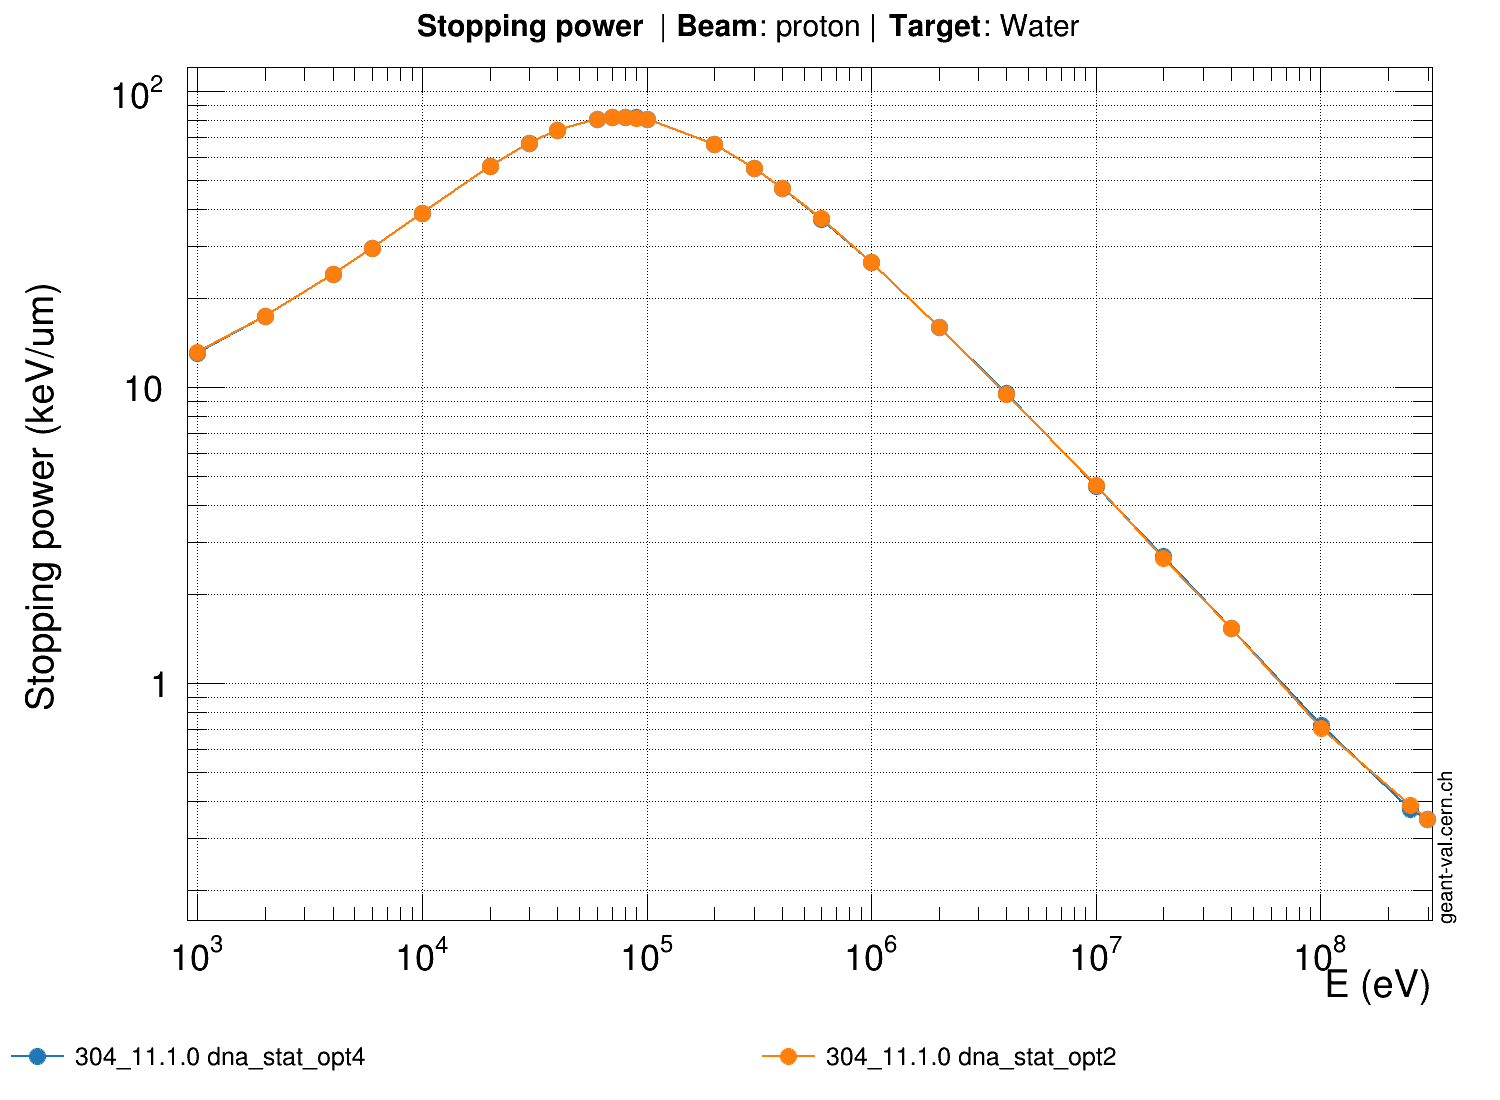 Stopping power | Beam: proton | Target: Water
Stopping power (keV/um)
10²
10
1
10³ 10⁴ 10⁵ 10⁶ 10⁷ 10⁸
E (eV)
geant-val.cern.ch
304_11.1.0 dna_stat_opt4
304_11.1.0 dna_stat_opt2